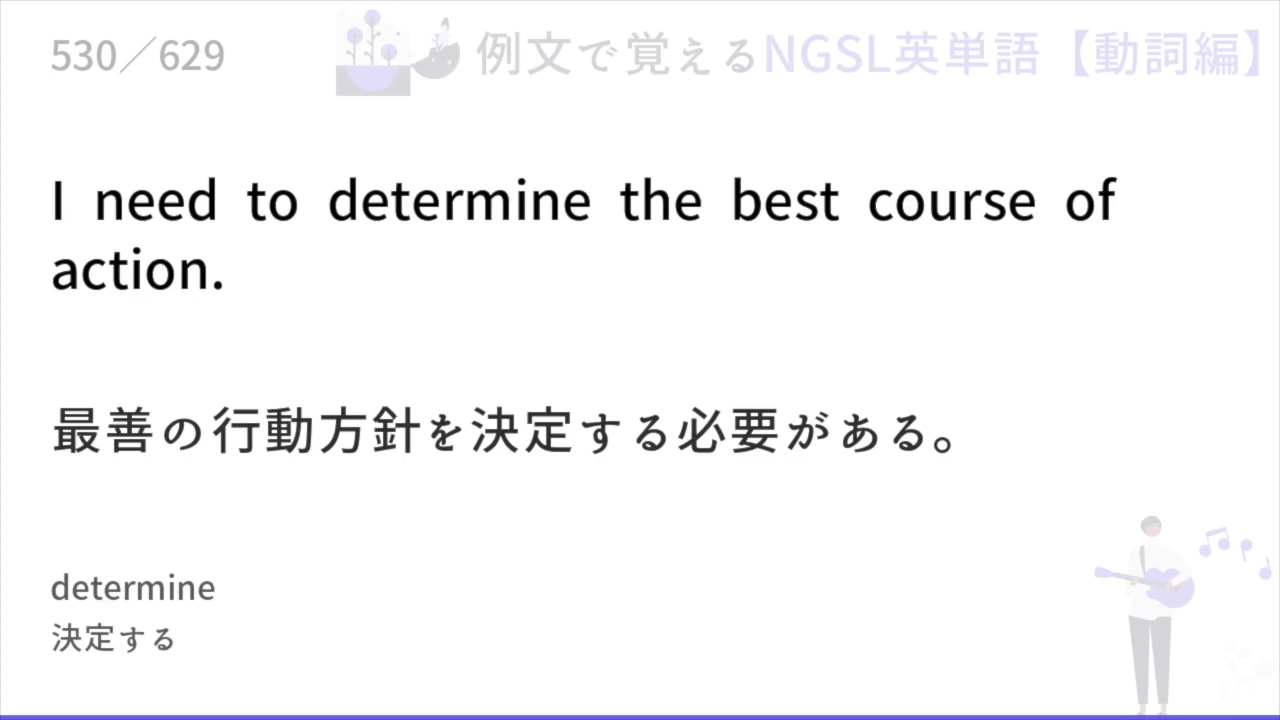 530／629
例文で覚えるNGSL英単語【動詞編】
I need to determine the best course of
action.
最善の行動方針を決定する必要がある。
determine
決定する